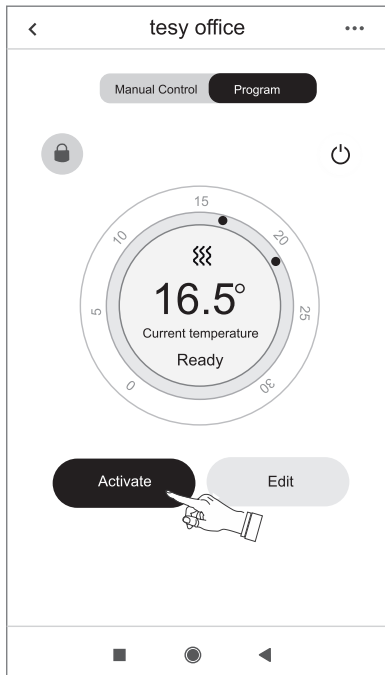 tesy office
Manual Control Program
15
10 20
5 25
0 30
16.5°
Current temperature
Ready
Activate Edit